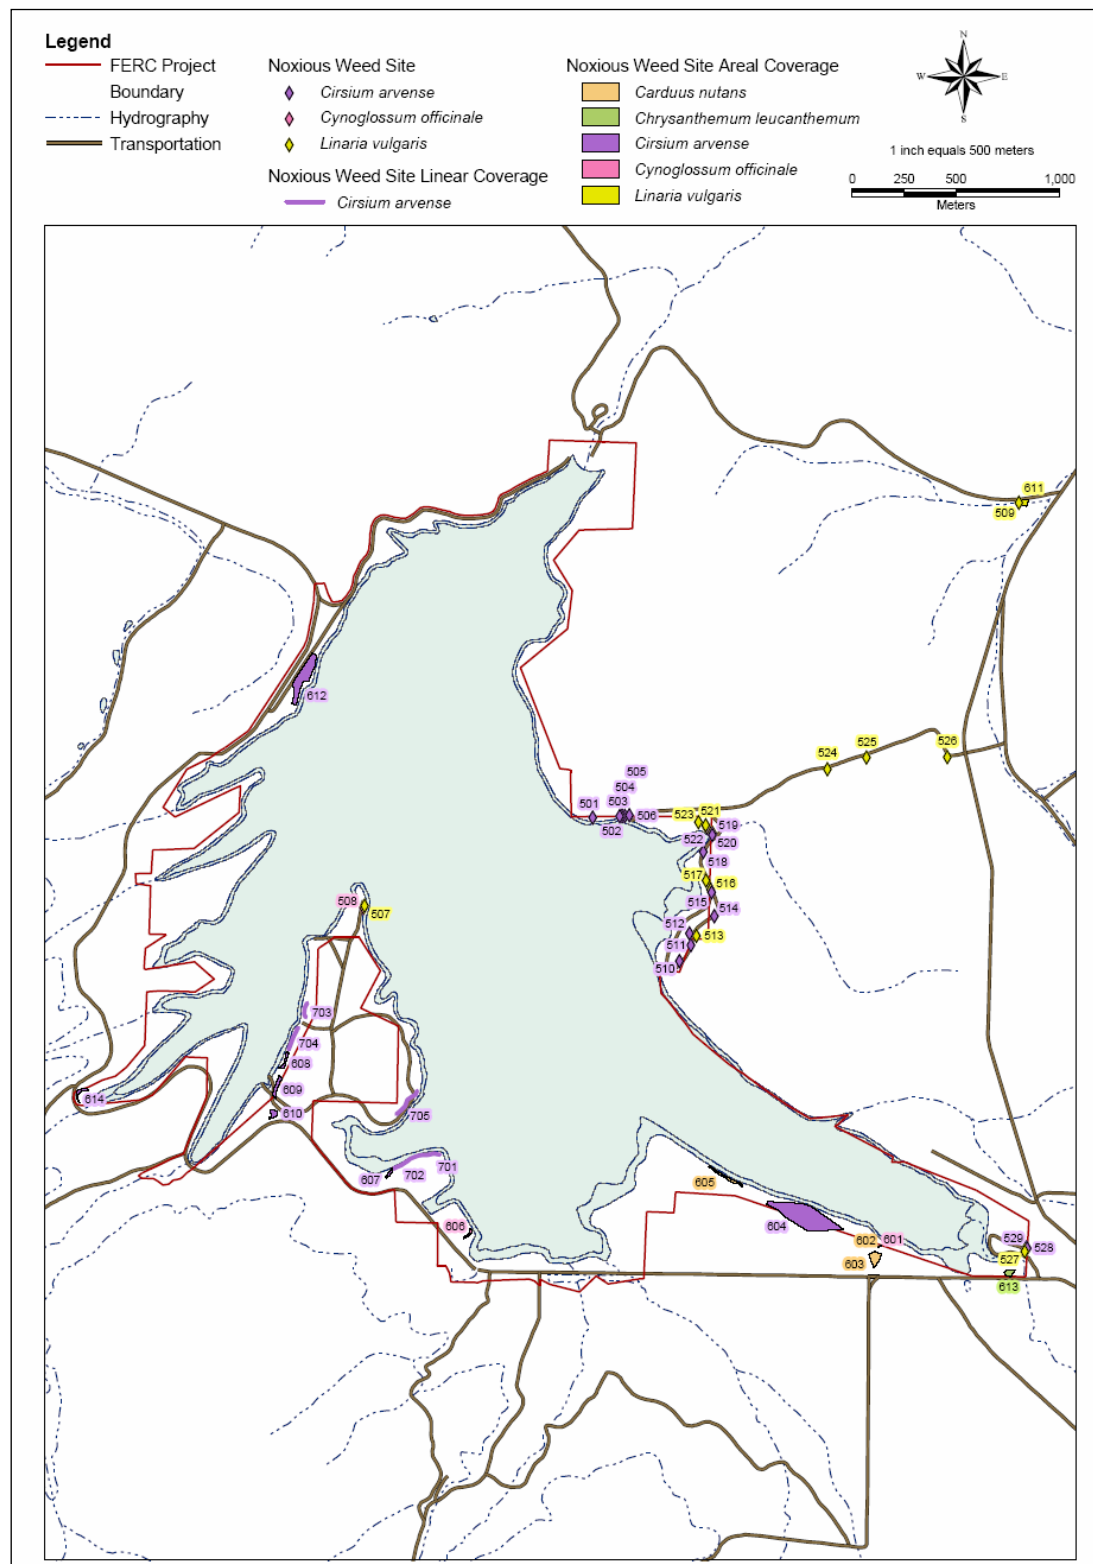 Legend
FERC Project
Boundary
Hydrography
Transportation
Noxious Weed Site
Cirsium arvense
Cynoglossum officinale
Linaria vulgaris
Noxious Weed Site Linear Coverage
Cirsium arvense
Noxious Weed Site Areal Coverage
Carduus nutans
Chrysanthemum leucanthemum
Cirsium arvense
Cynoglossum officinale
Linaria vulgaris
N
W E
S
1 inch equals 500 meters
0 250 500 1,000
Meters
611
509
612
526
525
524
505
504
501 503
506
502
523 521
519
522 520
518
517 516
515
514
508
507
512
513
511
510
703
704
608
609
610
614
705
701
702
607
606
605
604
602 601
603
529
528
527
613